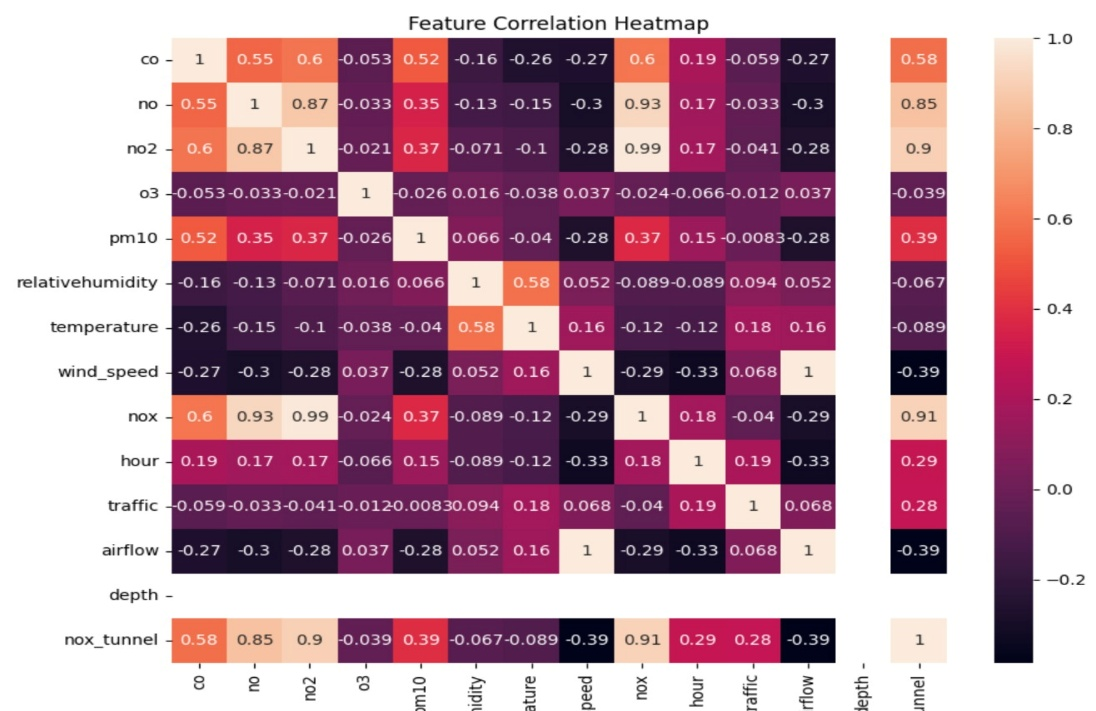 Feature Correlation Heatmap
co 1 0.55 0.6 -0.053 0.52 -0.16 -0.26 -0.27 0.6 0.19 -0.059 -0.27 0.58
no 0.55 1 0.87 -0.033 0.35 -0.13 -0.15 -0.3 0.93 0.17 -0.033 -0.3 0.85
no2 0.6 0.87 1 -0.021 0.37 -0.071 -0.1 -0.28 0.99 0.17 -0.041 -0.28 0.9
o3 -0.053 -0.033 -0.021 1 -0.026 0.016 -0.038 0.037 -0.024 -0.066 -0.012 0.037 -0.039
pm10 0.52 0.35 0.37 -0.026 1 0.066 -0.04 -0.28 0.37 0.15 -0.0083 -0.28 0.39
relativehumidity -0.16 -0.13 -0.071 0.016 0.066 1 0.58 0.052 -0.089 -0.089 0.094 0.052 -0.067
temperature -0.26 -0.15 -0.1 -0.038 -0.04 0.58 1 0.16 -0.12 -0.12 0.18 0.16 -0.089
wind_speed -0.27 -0.3 -0.28 0.037 -0.28 0.052 0.16 1 -0.29 -0.33 0.068 1 -0.39
nox 0.6 0.93 0.99 -0.024 0.37 -0.089 -0.12 -0.29 1 0.18 -0.04 -0.29 0.91
hour 0.19 0.17 0.17 -0.066 0.15 -0.089 -0.12 -0.33 0.18 1 0.19 -0.33 0.29
traffic -0.059 -0.033 -0.041 -0.012 -0.0083 0.094 0.18 0.068 -0.04 0.19 1 0.068 0.28
airflow -0.27 -0.3 -0.28 0.037 -0.28 0.052 0.16 1 -0.29 -0.33 0.068 1 -0.39
depth
nox_tunnel 0.58 0.85 0.9 -0.039 0.39 -0.067 -0.089 -0.39 0.91 0.29 0.28 -0.39 1
co no no2 o3 om10 nidity ature peed nox hour raffic rflow depth unnel
1.0
0.8
0.6
0.4
0.2
0.0
−0.2